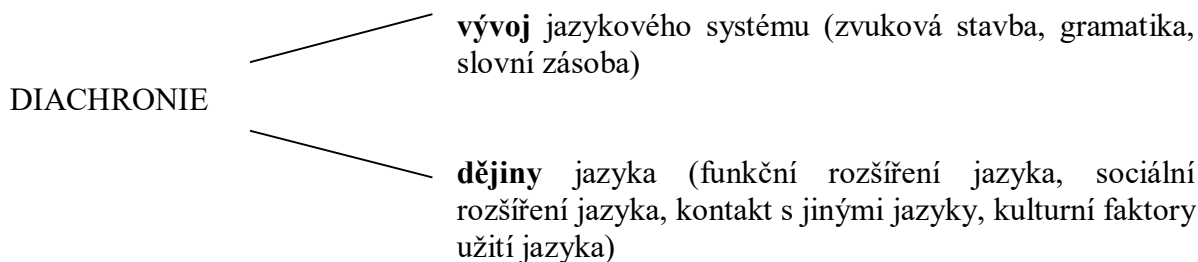 vývoj jazykového systému (zvuková stavba, gramatika,
slovní zásoba)
DIACHRONIE
dějiny jazyka (funkční rozšíření jazyka, sociální
rozšíření jazyka, kontakt s jinými jazyky, kulturní faktory
užití jazyka)